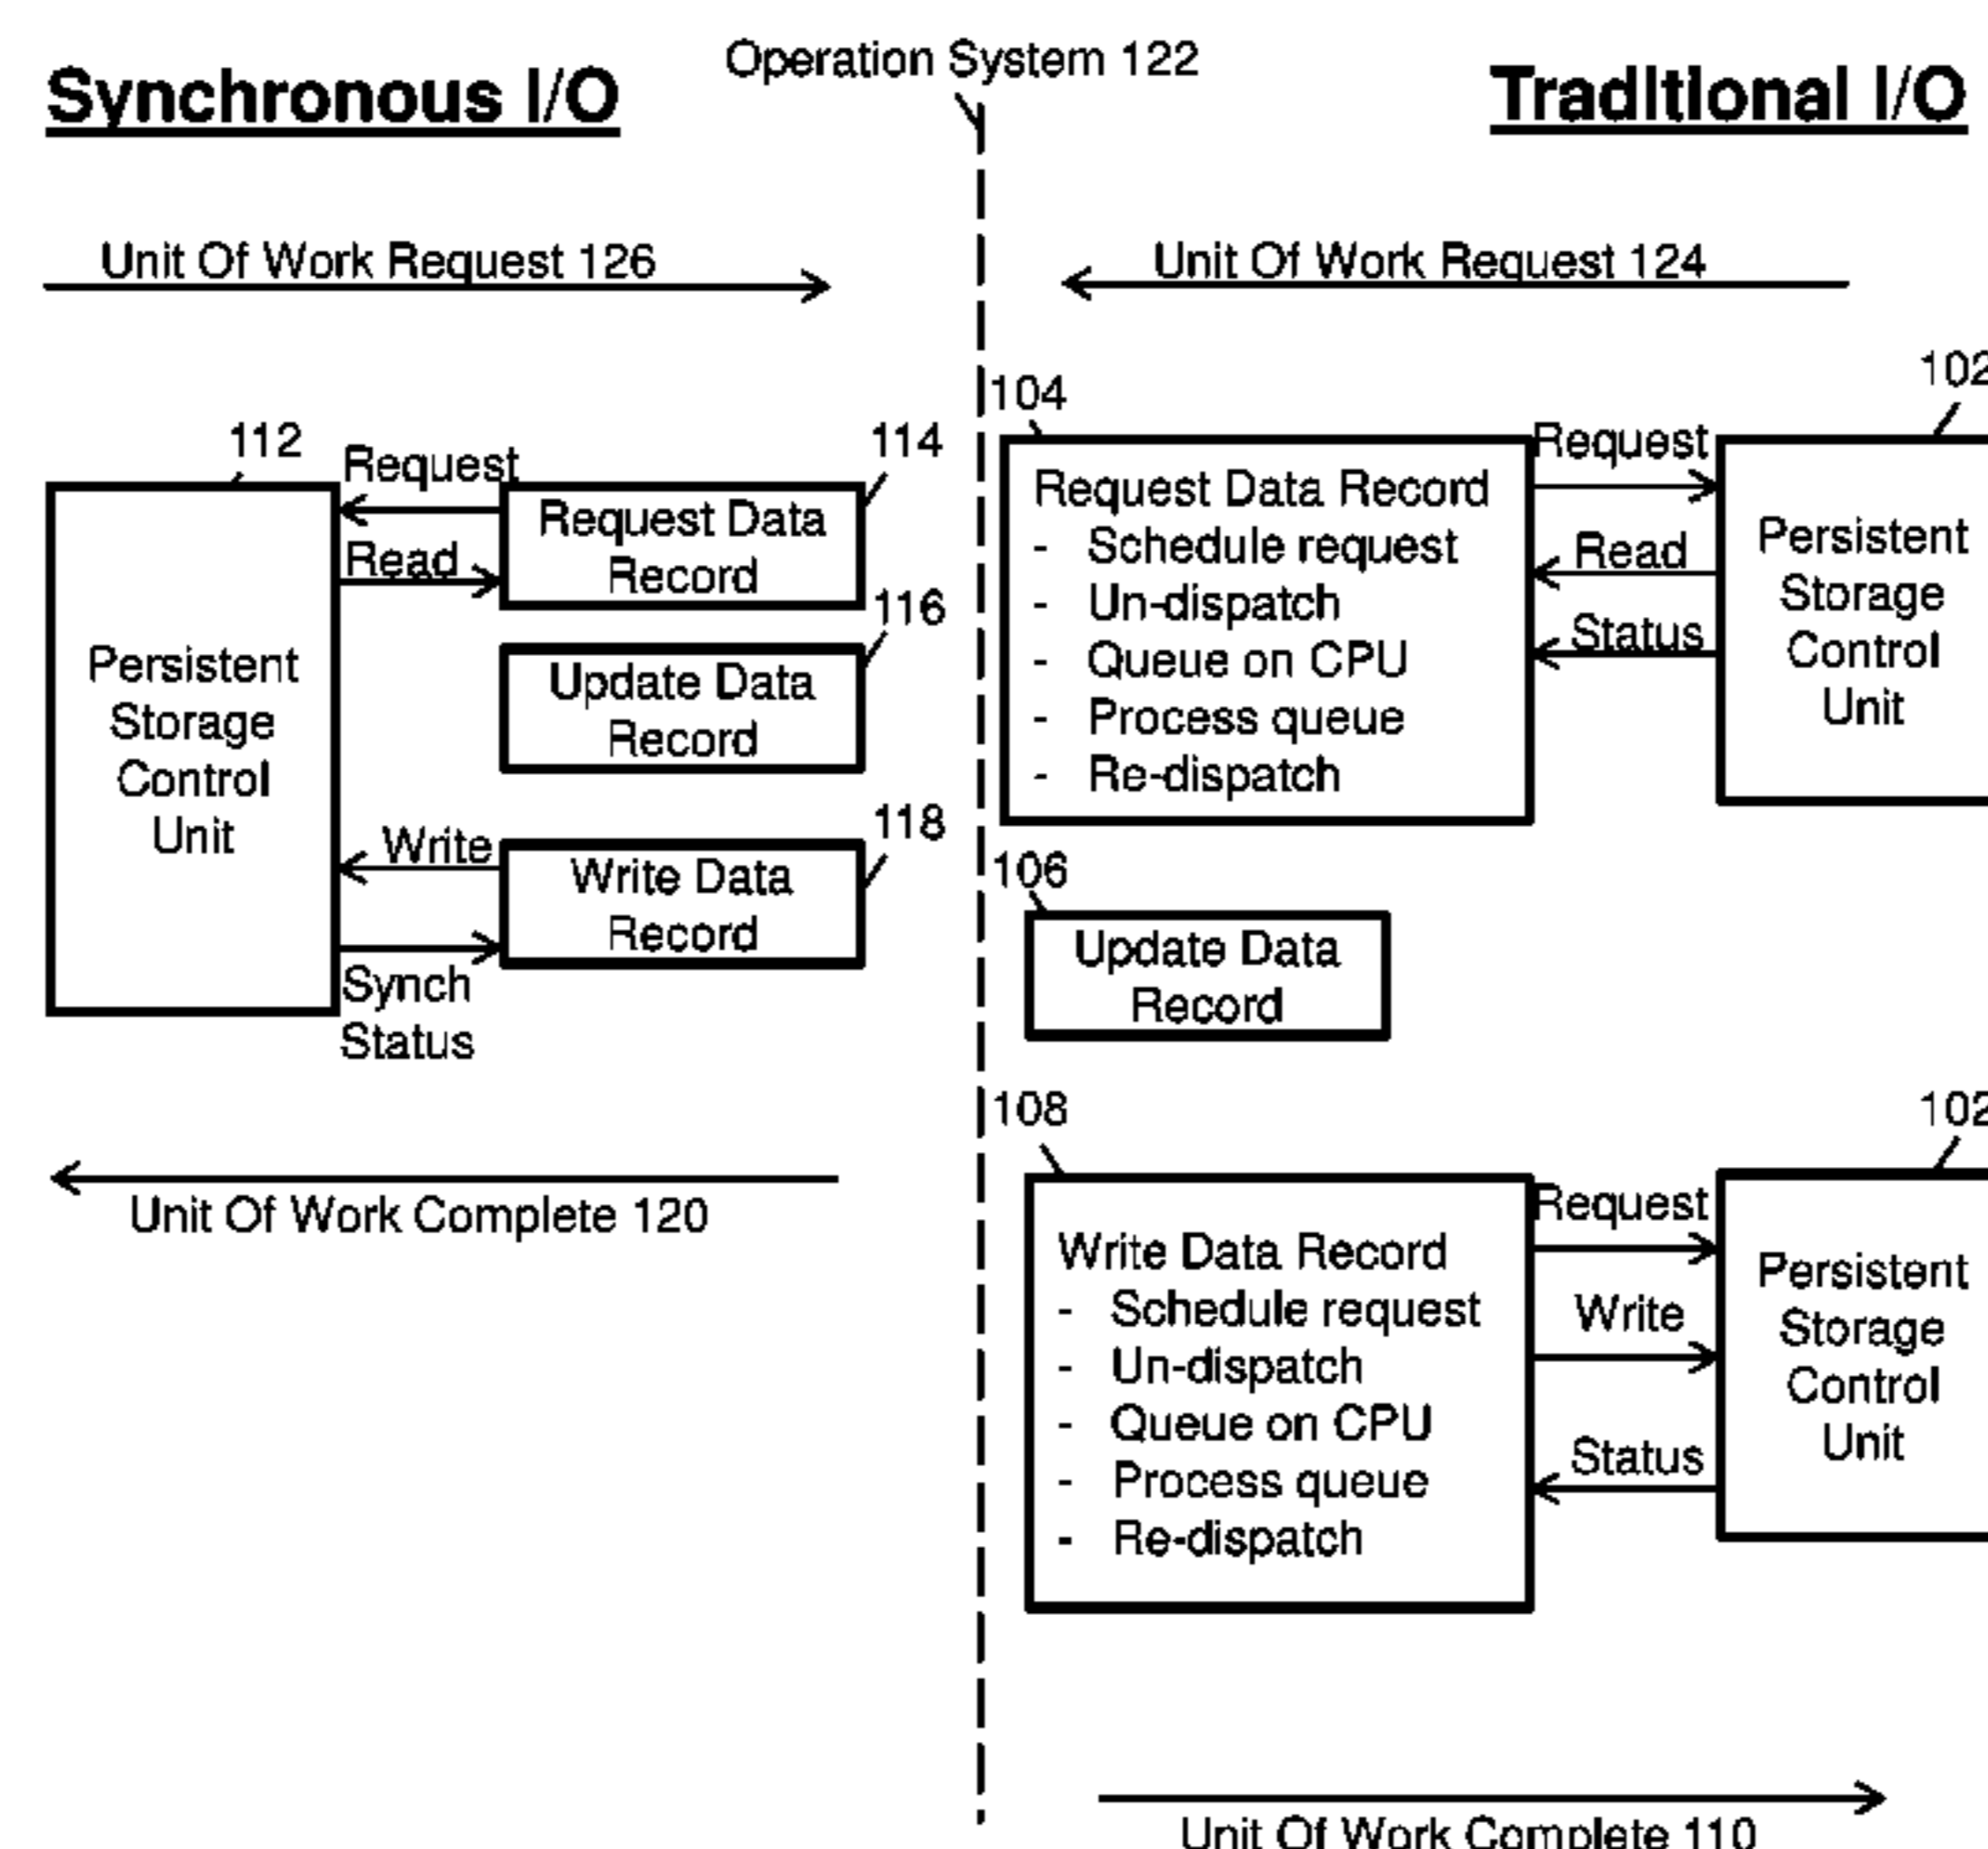 Operation System 122
Synchronous I/O
Traditional I/O
Unit Of Work Request 126
Unit Of Work Request 124
112
Request
Read
114
Request Data
Record
116
Update Data
Record
Persistent
Storage
Control
Unit
118
Write
Write Data
Record
Synch
Status
Unit Of Work Complete 120
104
Request Data Record
- Schedule request
- Un-dispatch
- Queue on CPU
- Process queue
- Re-dispatch
Request
Read
Status
102
Persistent
Storage
Control
Unit
106
Update Data
Record
108
Write Data Record
- Schedule request
- Un-dispatch
- Queue on CPU
- Process queue
- Re-dispatch
Request
Write
Status
102
Persistent
Storage
Control
Unit
Unit Of Work Complete 110